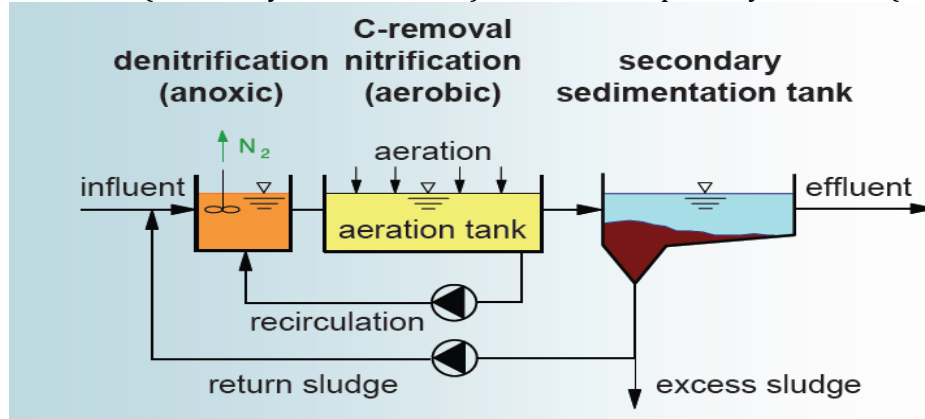 C-removal
denitrification nitrification secondary
(anoxic) (aerobic) sedimentation tank
N2
aeration
influent
effluent
aeration tank
recirculation
return sludge
excess sludge